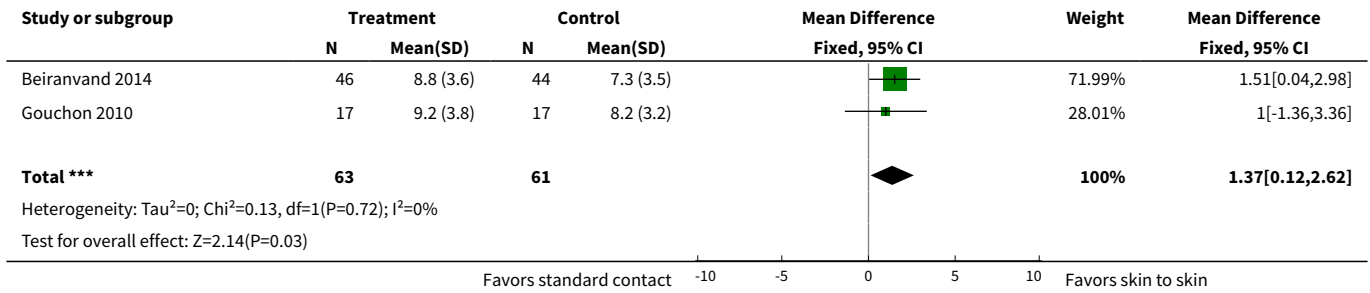 Study or subgroup Treatment Control Mean Difference Weight Mean Difference
N Mean(SD) N Mean(SD) Fixed, 95% CI Fixed, 95% CI
Beiranvand 2014 46 8.8 (3.6) 44 7.3 (3.5) 71.99% 1.51[0.04,2.98]
Gouchon 2010 17 9.2 (3.8) 17 8.2 (3.2) 28.01% 1[-1.36,3.36]
Total *** 63 61 100% 1.37[0.12,2.62]
Heterogeneity: Tau²=0; Chi²=0.13, df=1(P=0.72); I²=0%
Test for overall effect: Z=2.14(P=0.03)
Favors standard contact -10 -5 0 5 10 Favors skin to skin